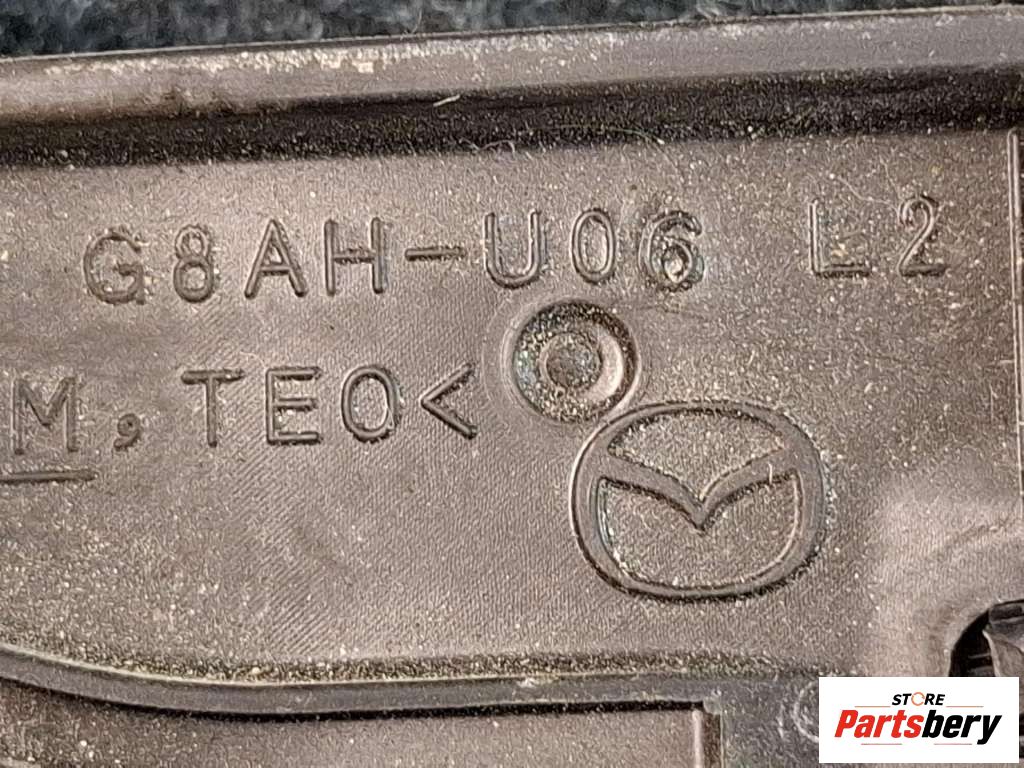 G8AH-U06 L2
M,TEO<
STORE
Partsbery